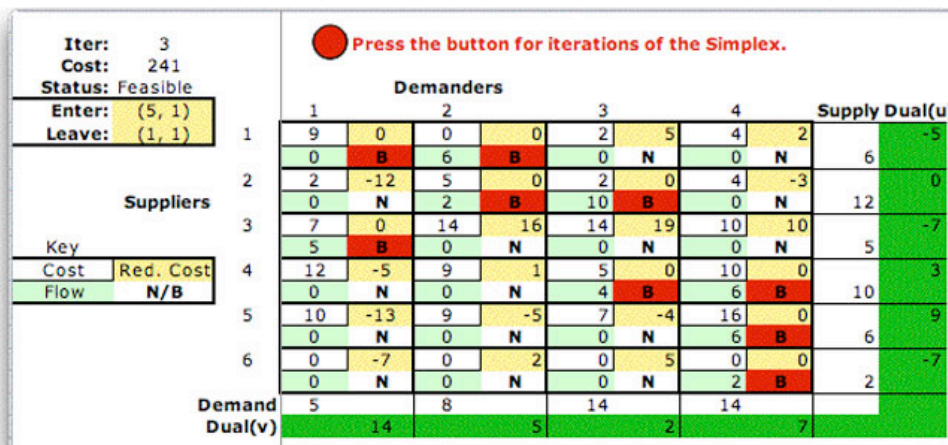 Iter: 3
Press the button for iterations of the Simplex.
Cost: 241
Status: Feasible
Demanders
Enter: (5, 1) 1 2 3 4 Supply Dual(u
Leave: (1, 1) 1 9 0 0 0 2 5 4 2 -5
0 B 6 B 0 N 0 N 6
2 2 -12 5 0 2 0 4 -3 0
Suppliers 0 N 2 B 10 B 0 N 12
3 7 0 14 16 14 19 10 10 -7
Key 5 B 0 N 0 N 0 N 5
Cost Red. Cost 4 12 -5 9 1 5 0 10 0 3
Flow N/B 0 N 0 N 4 B 6 B 10
5 10 -13 9 -5 7 -4 16 0 9
0 N 0 N 0 N 6 B 6
6 0 -7 0 2 0 5 0 0 -7
0 N 0 N 0 N 2 B 2
Demand 5 8 14 14
Dual(v) 14 5 2 7